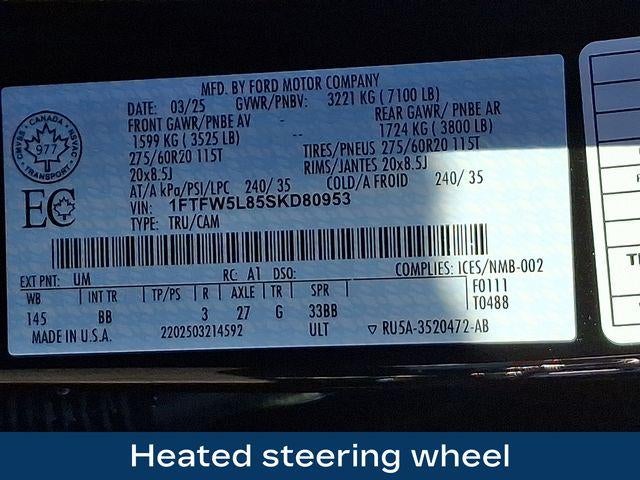 MFD. BY FORD MOTOR COMPANY
DATE: 03/25 GVWR/PNBV: 3221 KG ( 7100 LB)
FRONT GAWR/ PNBE AV -- REAR GAWR/ PNBE AR
1599 KG ( 3525 LB) 1724 KG ( 3800 LB)
275/60R20 115T TIRES/PNEUS 275/60R20 115T
20x8.5J RIMS/JANTES 20x8.5J
AT/A kPa/PSI/LPC 240/ 35 COLD/A FROID 240/ 35
VIN: 1FTFW5L85SKD80953
TYPE: TRU/CAM
CANADA
CMVSS
NSVAC
977
TRANSPORT
EC
EXT PNT: UM RC: A1 DSO: COMPLIES: ICES/NMB-002
WB INT TR TP/PS R AXLE TR SPR F0111
145 BB 3 27 G 33BB T0488
MADE IN U.S.A. 2202503214592 ULT ▽ RU5A-3520472-AB
Heated steering wheel